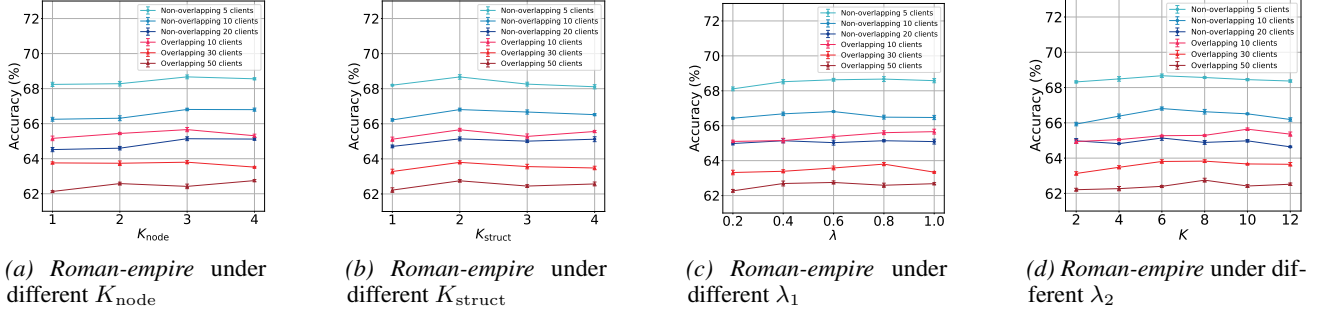 Non-overlapping 5 clients
Non-overlapping 10 clients
Non-overlapping 20 clients
Overlapping 10 clients
Overlapping 30 clients
Overlapping 50 clients
Accuracy (%)
72
70
68
66
64
62
1 2 3 4
K_node
(a) Roman-empire under
different K_node
Non-overlapping 5 clients
Non-overlapping 10 clients
Non-overlapping 20 clients
Overlapping 10 clients
Overlapping 30 clients
Overlapping 50 clients
Accuracy (%)
72
70
68
66
64
62
1 2 3 4
K_struct
(b) Roman-empire under
different K_struct
Non-overlapping 5 clients
Non-overlapping 10 clients
Non-overlapping 20 clients
Overlapping 10 clients
Overlapping 30 clients
Overlapping 50 clients
Accuracy (%)
72
70
68
66
64
62
0.2 0.4 0.6 0.8 1.0
λ
(c) Roman-empire under
different λ₁
Non-overlapping 5 clients
Non-overlapping 10 clients
Non-overlapping 20 clients
Overlapping 10 clients
Overlapping 30 clients
Overlapping 50 clients
Accuracy (%)
72
70
68
66
64
62
2 4 6 8 10 12
K
(d) Roman-empire under dif-
ferent λ₂